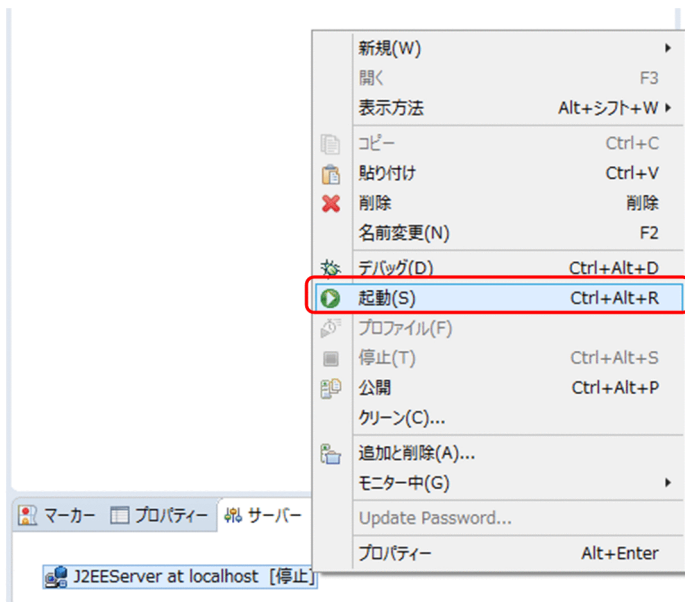 新規(W)
開く F3
表示方法 Alt+シフト+W
コピー Ctrl+C
貼り付け Ctrl+V
削除 削除
名前変更(N) F2
デバッグ(D) Ctrl+Alt+D
起動(S) Ctrl+Alt+R
プロファイル(F)
停止(T) Ctrl+Alt+S
公開 Ctrl+Alt+P
クリーン(C)...
追加と削除(A)...
モニター中(G)
Update Password...
プロパティー Alt+Enter
マーカー プロパティー サーバー
J2EEServer at localhost [停止]